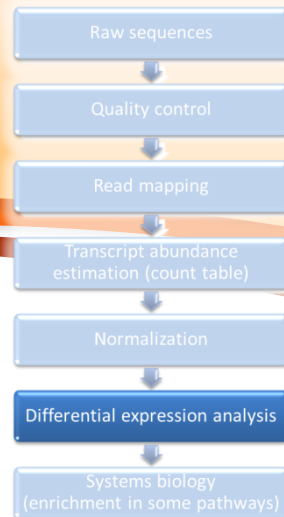 Raw sequences
Quality control
Read mapping
Transcript abundance
estimation (count table)
Normalization
Differential expression analysis
Systems biology
(enrichment in some pathways)